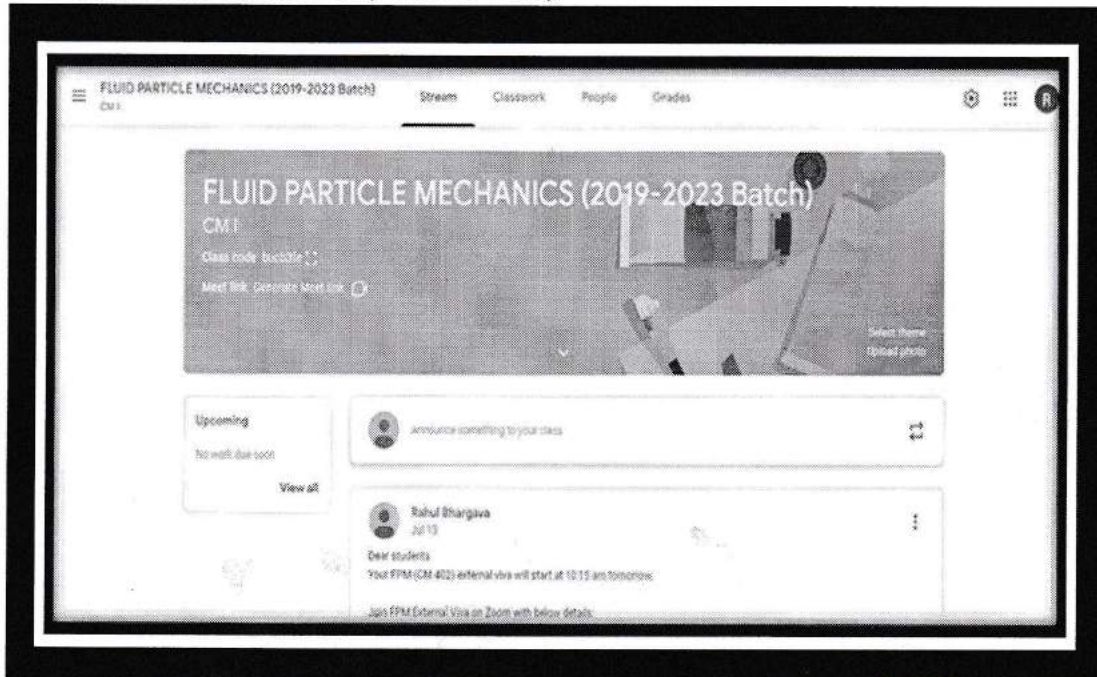 FLUID PARTICLE MECHANICS (2019-2023 Batch)
CM I
Stream
Classwork
People
Grades
R
FLUID PARTICLE MECHANICS (2019-2023 Batch)
CM I
Class code
Meet link Generate Meet link
Select theme
Upload photo
Upcoming
No work due soon
View all
Announce something to your class
Rahul Bhargava
Jul 13
Dear students
Your FPM (CM 402) external viva will start at 10:15 am tomorrow.
Join FPM External Viva on Zoom with below details: